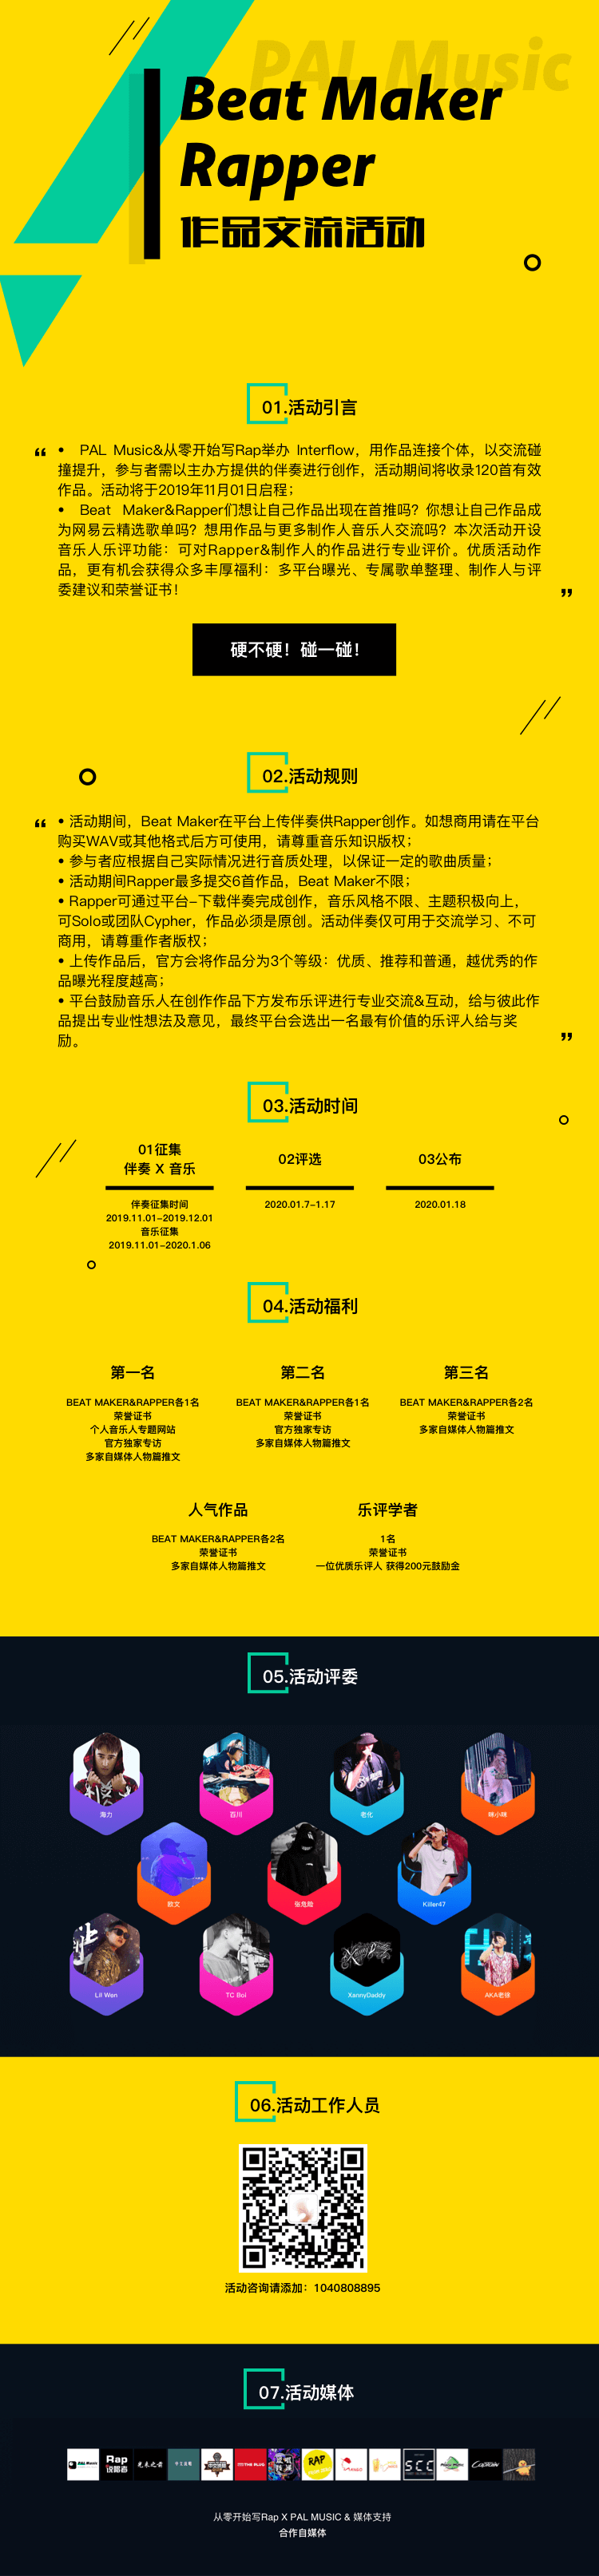 PAL Music
Beat Maker
Rapper
作品交流活动
01.活动引言
“
• PAL Music&从零开始写Rap举办 Interflow，用作品连接个体，以交流碰
撞提升，参与者需以主办方提供的伴奏进行创作，活动期间将收录120首有效
作品。活动将于2019年11月01日启程；
• Beat Maker&Rapper们想让自己作品出现在首推吗？你想让自己作品成
为网易云精选歌单吗？想用作品与更多制作人音乐人交流吗？本次活动开设
音乐人乐评功能：可对Rapper&制作人的作品进行专业评价。优质活动作
品，更有机会获得众多丰厚福利：多平台曝光、专属歌单整理、制作人与评
委建议和荣誉证书！
”
硬不硬！碰一碰！
02.活动规则
“
• 活动期间，Beat Maker在平台上传伴奏供Rapper创作。如想商用请在平台
购买WAV或其他格式后方可使用，请尊重音乐知识版权；
• 参与者应根据自己实际情况进行音质处理，以保证一定的歌曲质量；
• 活动期间Rapper最多提交6首作品，Beat Maker不限；
• Rapper可通过平台-下载伴奏完成创作，音乐风格不限、主题积极向上，
可Solo或团队Cypher，作品必须是原创。活动伴奏仅可用于交流学习、不可
商用，请尊重作者版权；
• 上传作品后，官方会将作品分为3个等级：优质、推荐和普通，越优秀的作
品曝光程度越高；
• 平台鼓励音乐人在创作作品下方发布乐评进行专业交流&互动，给与彼此作
品提出专业性想法及意见，最终平台会选出一名最有价值的乐评人给与奖
励。
”
03.活动时间
01征集
伴奏 X 音乐
伴奏征集时间
2019.11.01-2019.12.01
音乐征集
2019.11.01-2020.1.06
02评选
2020.01.7-1.17
03公布
2020.01.18
04.活动福利
第一名
BEAT MAKER&RAPPER各1名
荣誉证书
个人音乐人专题网站
官方独家专访
多家自媒体人物篇推文
第二名
BEAT MAKER&RAPPER各1名
荣誉证书
官方独家专访
多家自媒体人物篇推文
第三名
BEAT MAKER&RAPPER各2名
荣誉证书
多家自媒体人物篇推文
人气作品
BEAT MAKER&RAPPER各2名
荣誉证书
多家自媒体人物篇推文
乐评学者
1名
荣誉证书
一位优质乐评人 获得200元鼓励金
05.活动评委
海力
百川
老化
味小味
欧文
张危险
Killer47
Lil Wen
TC Boi
XannyDaddy
AKA老徐
06.活动工作人员
活动咨询请添加：1040808895
07.活动媒体
PAL Music
Rap
THE PLUG
RAP
SCC
从零开始写Rap X PAL MUSIC & 媒体支持
合作自媒体